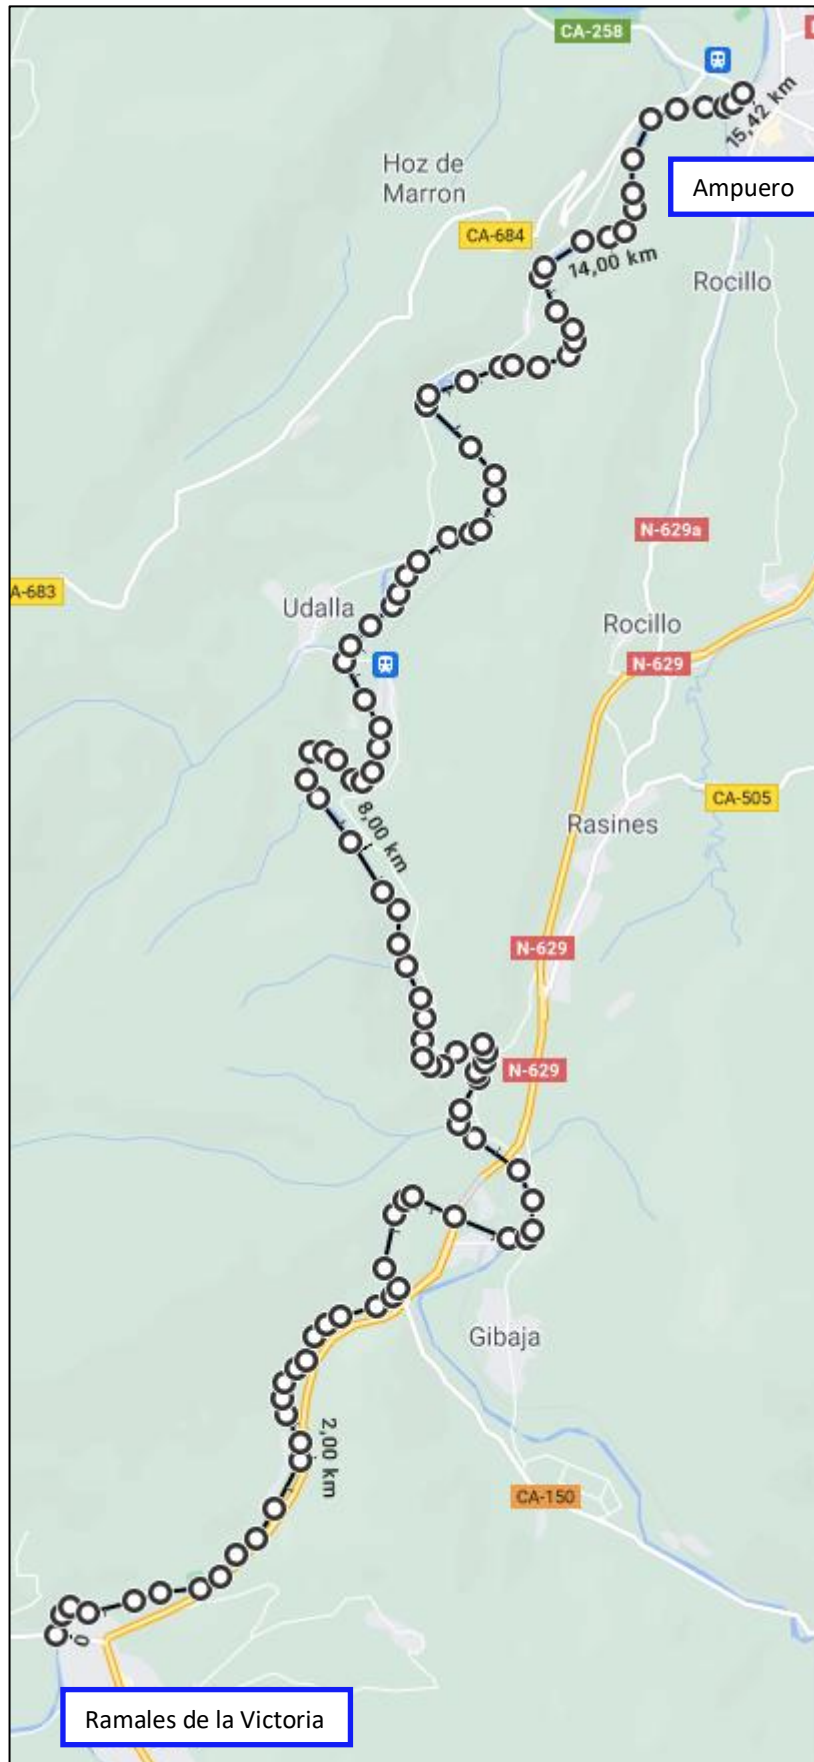 CA-258
15,42 km
Hoz de
Marron
Ampuero
CA-684
14,00 km
Rocillo
N-629a
A-683
Udalla
Rocillo
N-629
CA-505
8,00 km
Rasines
N-629
N-629
Gibaja
2,00 km
CA-150
0
Ramales de la Victoria